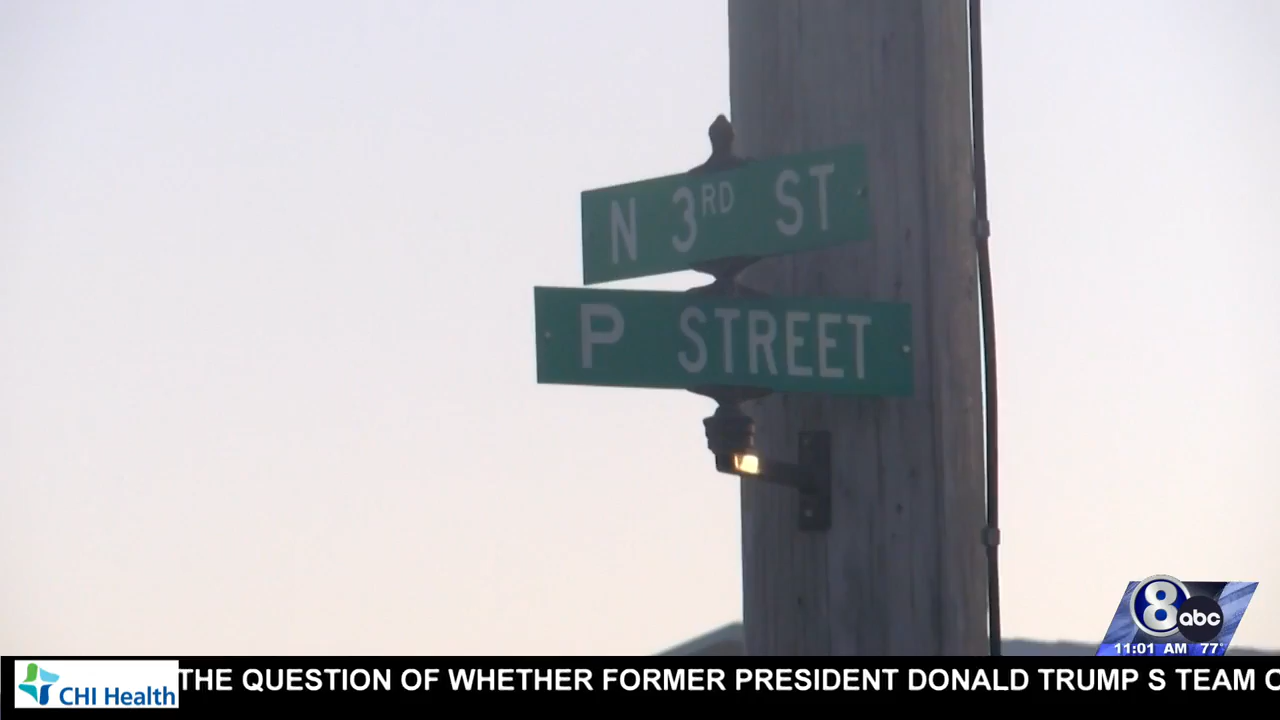 N 3RD ST
P STREET
8 abc
11:01 AM 77°
CHI Health
THE QUESTION OF WHETHER FORMER PRESIDENT DONALD TRUMP S TEAM